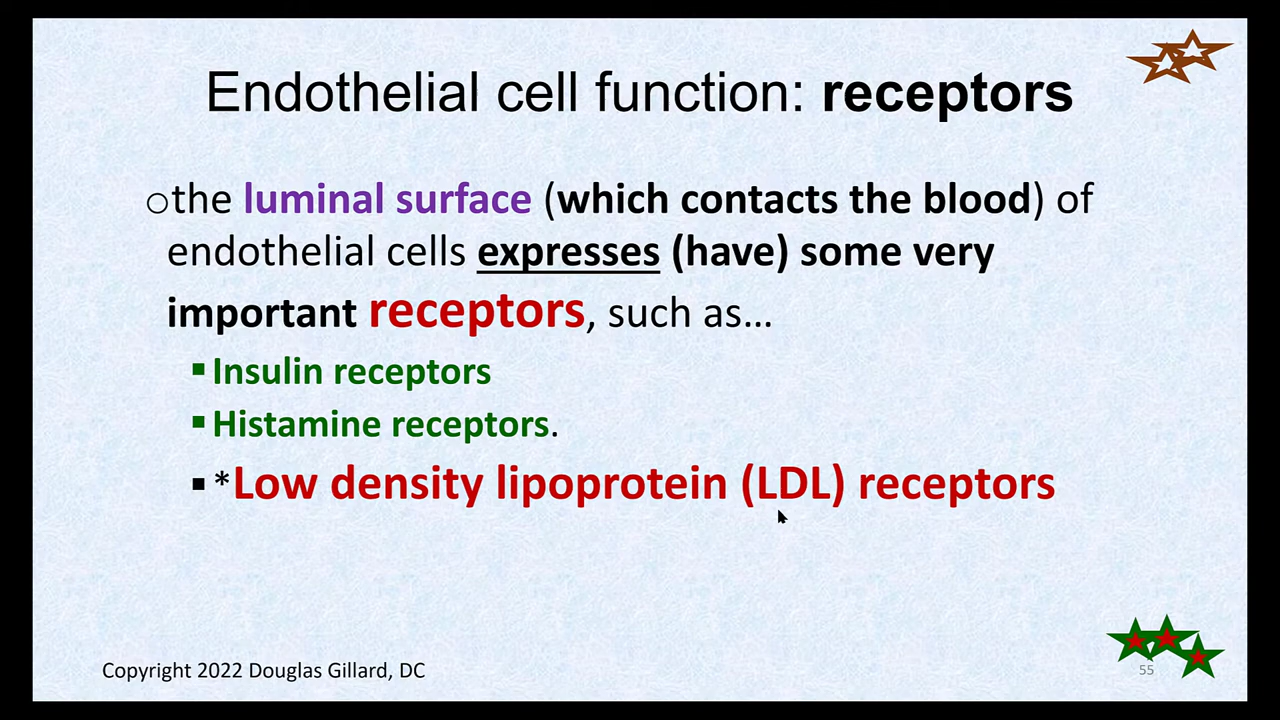 Endothelial cell function: receptors
○the luminal surface (which contacts the blood) of
endothelial cells expresses (have) some very
important receptors, such as…
▪Insulin receptors
▪Histamine receptors.
▪*Low density lipoprotein (LDL) receptors
Copyright 2022 Douglas Gillard, DC
55